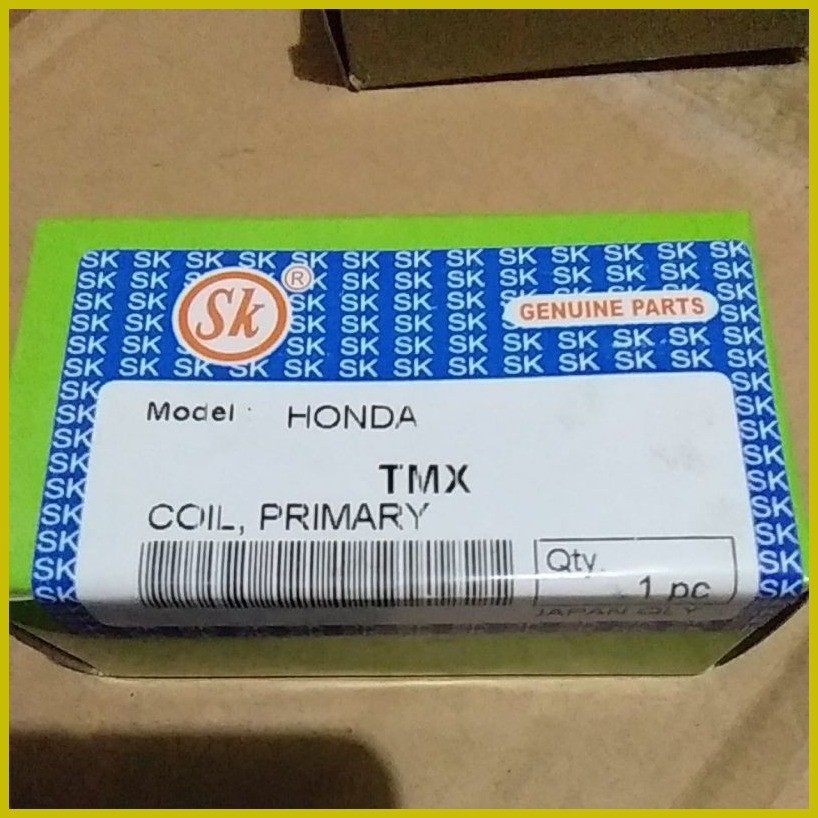 SK SK SK SK SK SK SK SK SK SK SK SK SK
Sk ®
GENUINE PARTS
Model : HONDA
TMX
COIL, PRIMARY
Qty.
1 pc